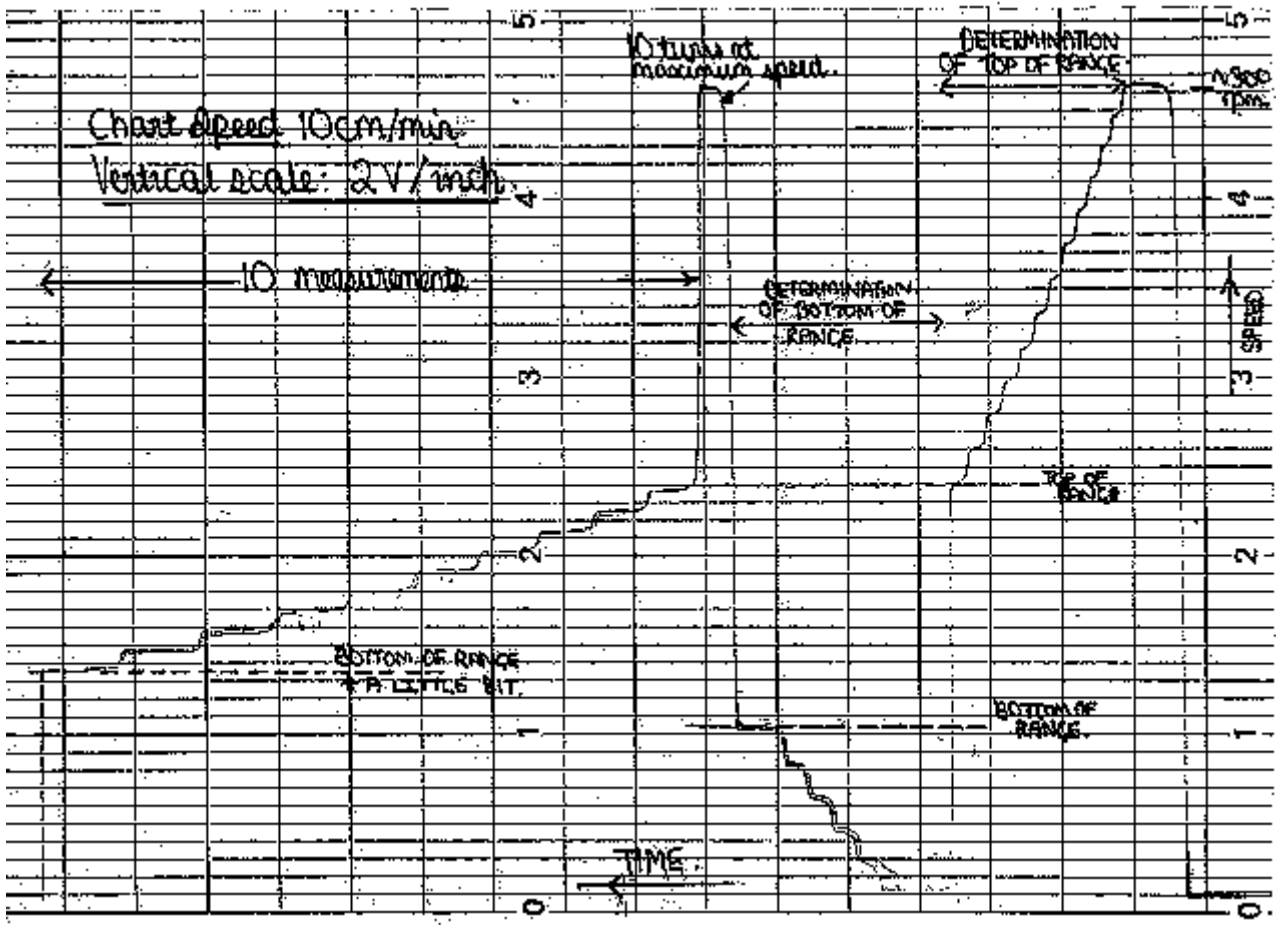 5
5
10 turns at
maximum speed.
DETERMINATION
OF TOP OF RANGE
~900
rpm.
Chart speed 10cm/min
Vertical scale: 2V/inch.
4
4
10 measurements
DETERMINATION
OF BOTTOM OF
RANGE
SPEED
3
3
TOP OF
RANGE
2
2
BOTTOM OF RANGE
+ A LITTLE BIT.
BOTTOM OF
RANGE.
1
1
TIME.
0
0